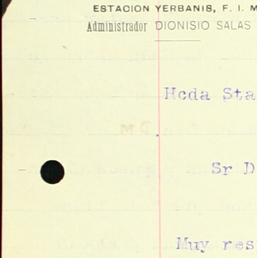 ESTACION YERBANIS, F. I. M
Administrador DIONISIO SALAS
Hcda Sta
Sr D
Muy res